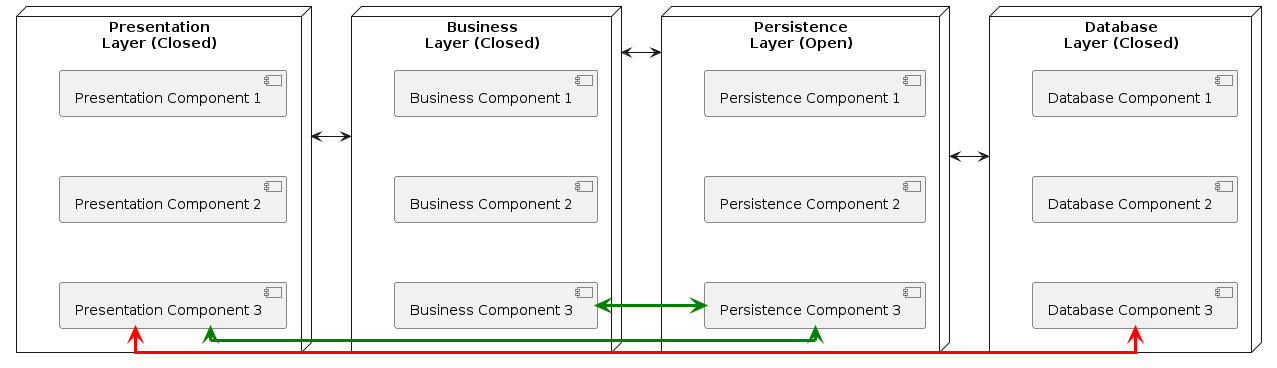 Presentation
Layer (Closed)
Presentation Component 1
Presentation Component 2
Presentation Component 3
Business
Layer (Closed)
Business Component 1
Business Component 2
Business Component 3
Persistence
Layer (Open)
Persistence Component 1
Persistence Component 2
Persistence Component 3
Database
Layer (Closed)
Database Component 1
Database Component 2
Database Component 3